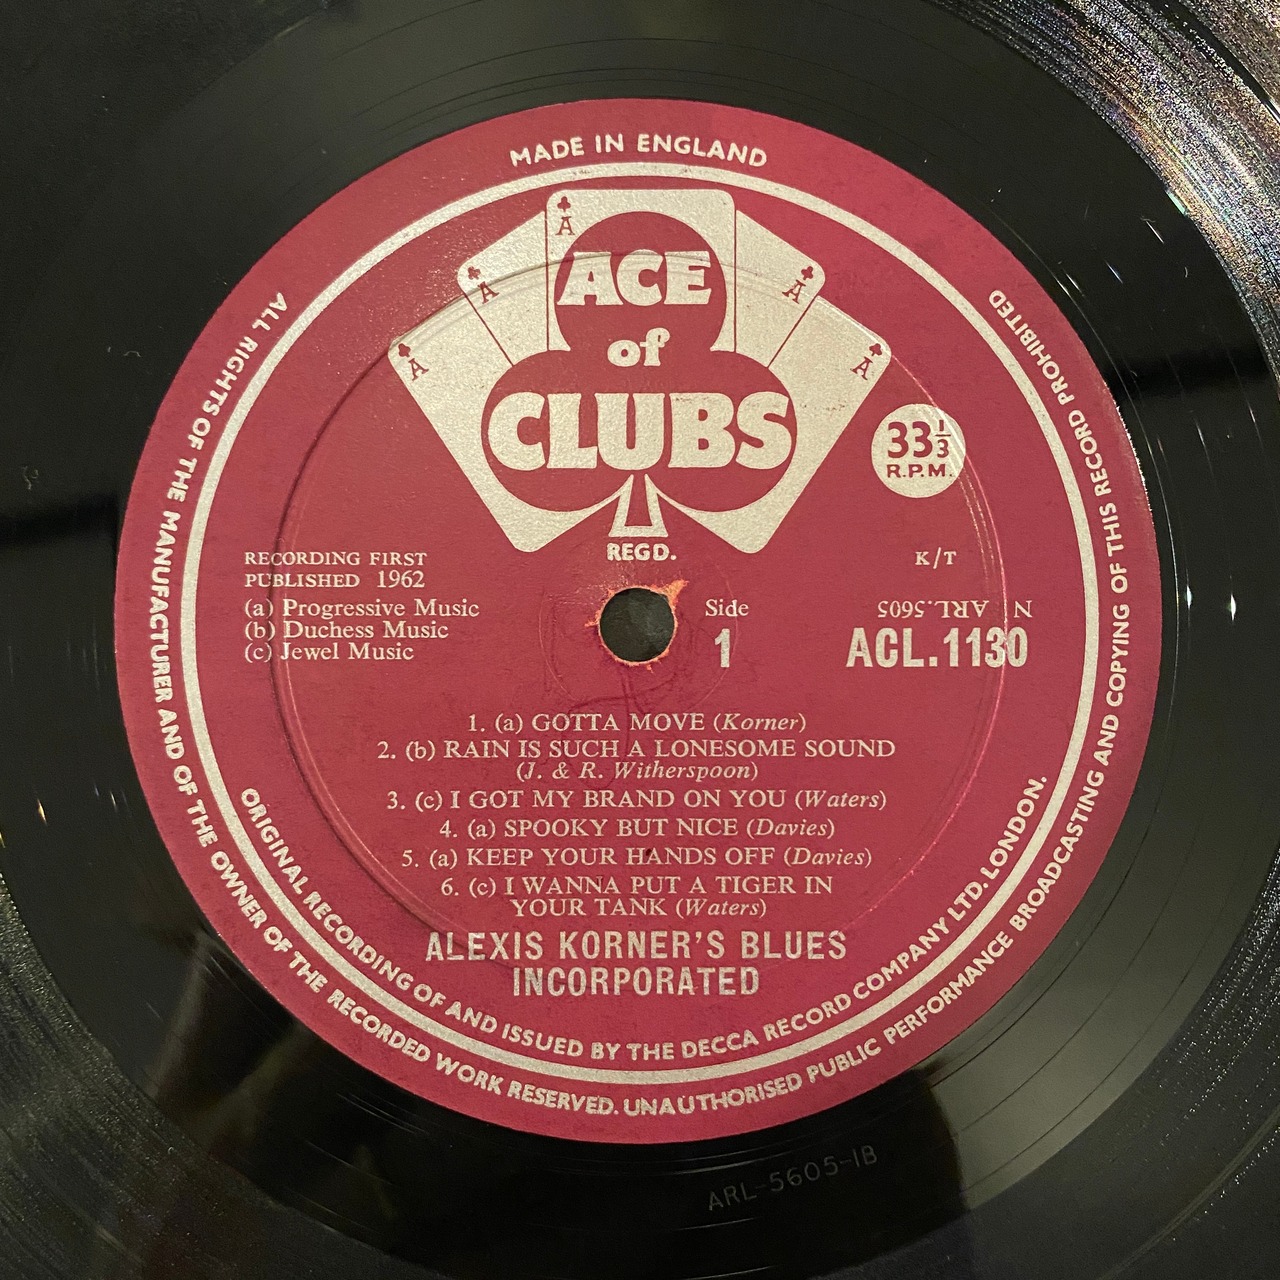 MADE IN ENGLAND
A
A
A
A
A
ACE
of
CLUBS
REGD.
33⅓
R.P.M.
RECORDING FIRST
PUBLISHED 1962
(a) Progressive Music
(b) Duchess Music
(c) Jewel Music
Side
1
K/T
N ARL.5605
ACL.1130
1. (a) GOTTA MOVE (Korner)
2. (b) RAIN IS SUCH A LONESOME SOUND
(J. & R. Witherspoon)
3. (c) I GOT MY BRAND ON YOU (Waters)
4. (a) SPOOKY BUT NICE (Davies)
5. (a) KEEP YOUR HANDS OFF (Davies)
6. (c) I WANNA PUT A TIGER IN
YOUR TANK (Waters)
ALEXIS KORNER'S BLUES
INCORPORATED
ORIGINAL RECORDING OF AND ISSUED BY THE DECCA RECORD COMPANY LTD. LONDON.
ALL RIGHTS OF THE MANUFACTURER AND OF THE OWNER OF THE RECORDED WORK RESERVED. UNAUTHORISED PUBLIC PERFORMANCE BROADCASTING AND COPYING OF THIS RECORD PROHIBITED
ARL-5605-1B